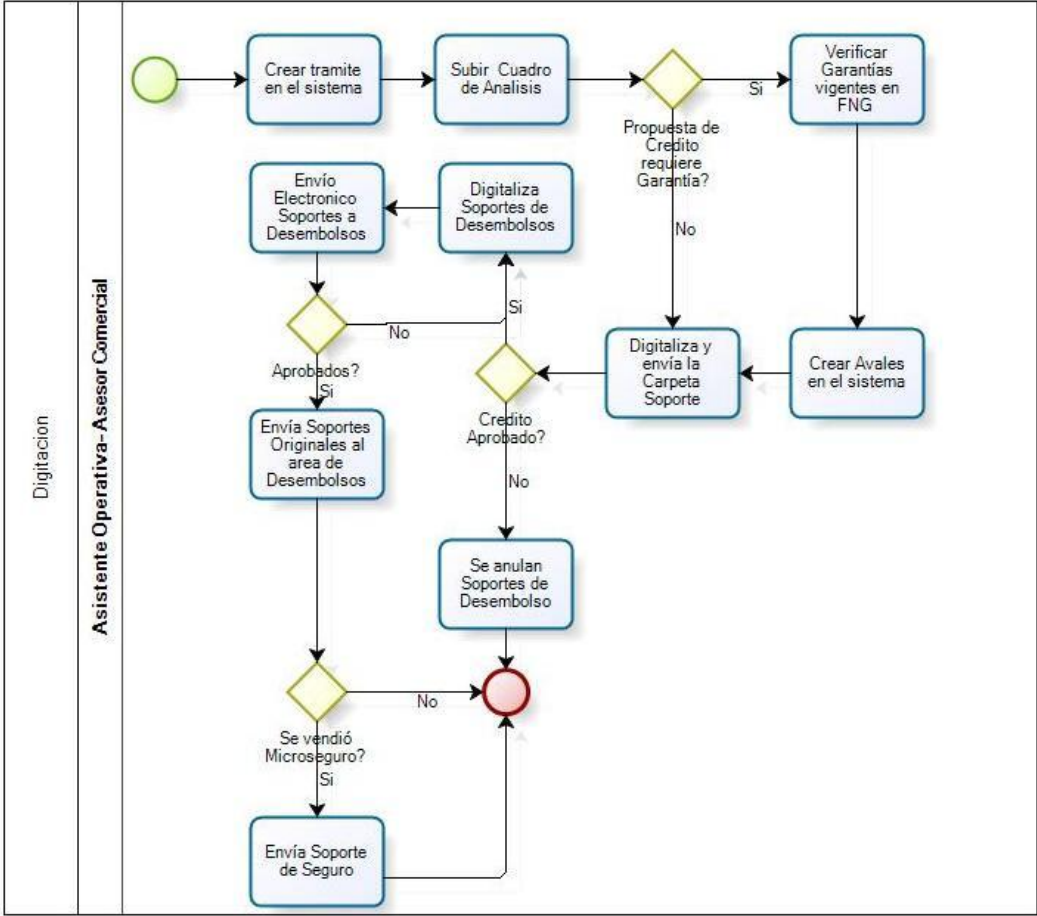 Digitacion
Asistente Operativa- Asesor Comercial
Crear tramite
en el sistema
Subir Cuadro
de Analisis
Propuesta de
Credito
requiere
Garantía?
Si
Verificar
Garantías
vigentes en
FNG
No
Crear Avales
en el sistema
Digitaliza y
envía la
Carpeta
Soporte
Credito
Aprobado?
Si
Digitaliza
Soportes de
Desembolsos
Envío
Electronico
Soportes a
Desembolsos
No
Aprobados?
Si
Envía Soportes
Originales al
area de
Desembolsos
No
Se anulan
Soportes de
Desembolso
Se vendió
Microseguro?
No
Si
Envía Soporte
de Seguro